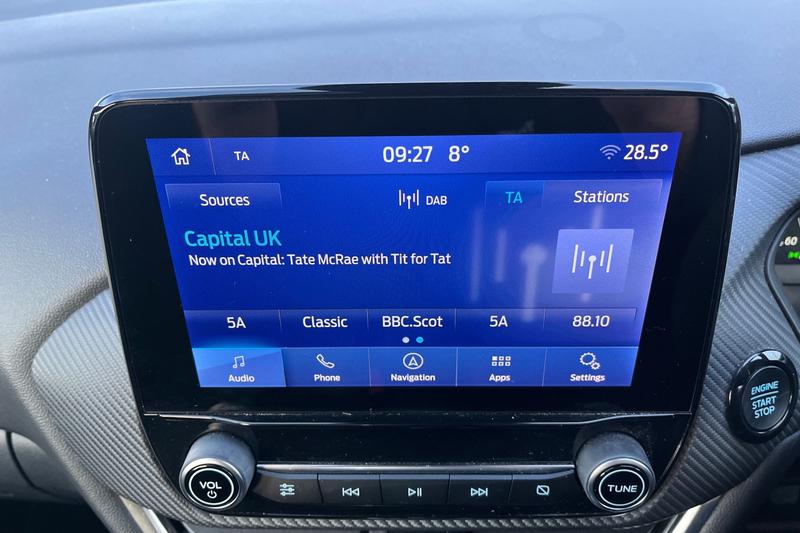 TA 09:27 8° 28.5°
Sources DAB TA Stations
Capital UK
Now on Capital: Tate McRae with Tit for Tat
5A Classic BBC.Scot 5A 88.10
Audio Phone Navigation Apps Settings
60
ENGINE
START
STOP
VOL TUNE